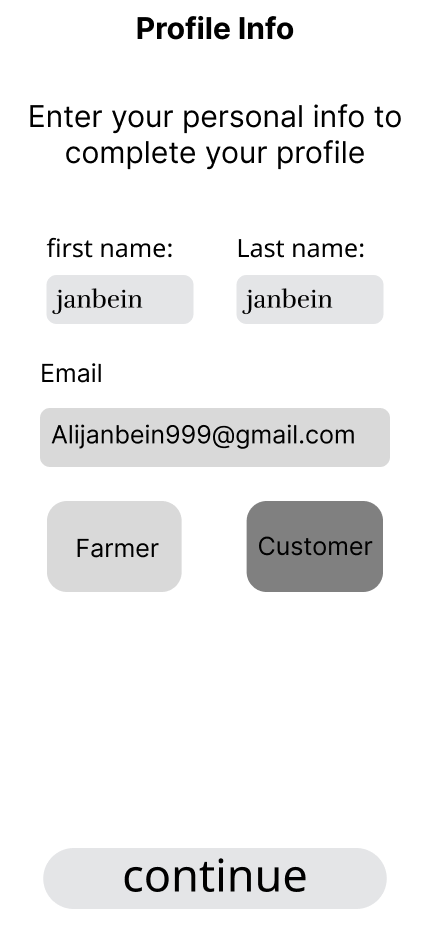 Profile Info
Enter your personal info to
complete your profile
first name: Last name:
janbein janbein
Email
Alijanbein999@gmail.com
Farmer Customer
continue